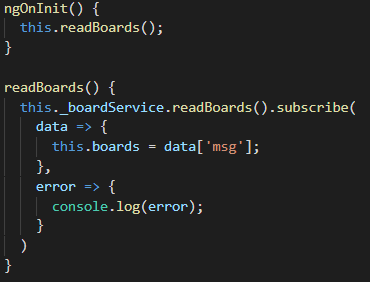 ngOnInit() {
  this.readBoards();
}

readBoards() {
  this._boardService.readBoards().subscribe(
    data => {
      this.boards = data['msg'];
    },
    error => {
      console.log(error);
    }
  )
}